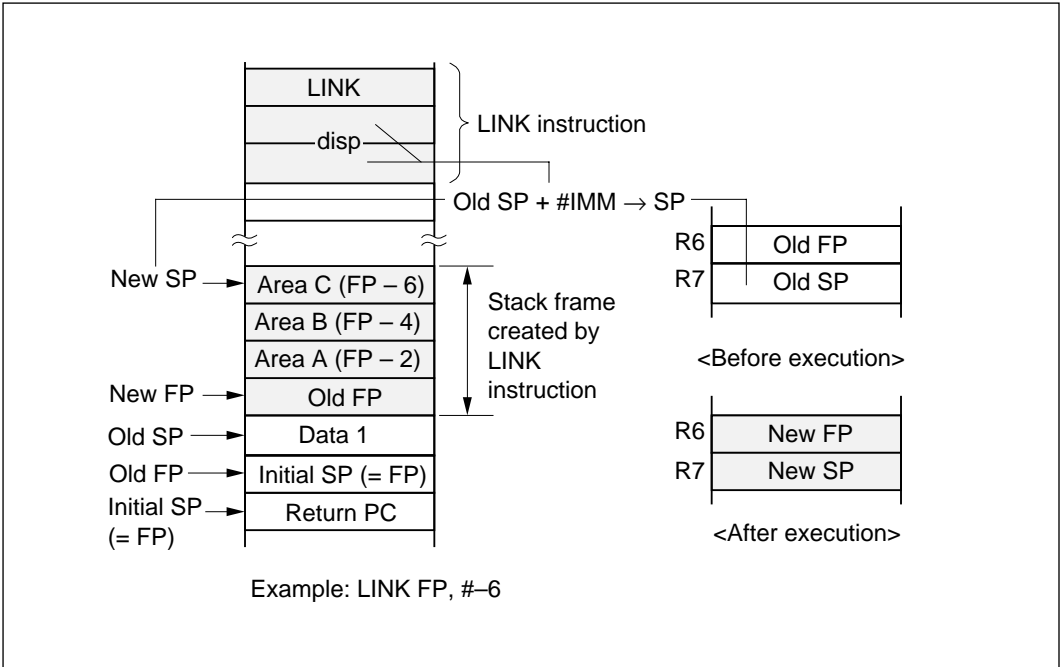 LINK
disp
LINK instruction
Old SP + #IMM → SP
R6 Old FP
R7 Old SP
<Before execution>
New SP
Area C (FP – 6)
Area B (FP – 4)
Area A (FP – 2)
Stack frame
created by
LINK
instruction
New FP
Old FP
Old SP
Data 1
Old FP
Initial SP (= FP)
Initial SP
(= FP)
Return PC
R6 New FP
R7 New SP
<After execution>
Example: LINK FP, #–6